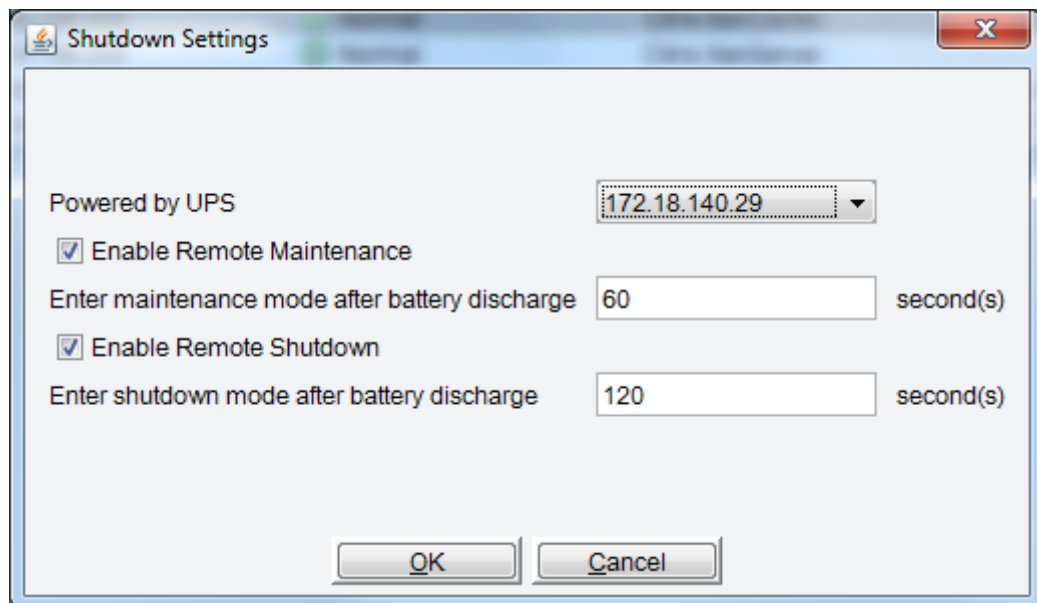 Shutdown Settings
Powered by UPS 172.18.140.29
Enable Remote Maintenance
Enter maintenance mode after battery discharge 60 second(s)
Enable Remote Shutdown
Enter shutdown mode after battery discharge 120 second(s)
OK Cancel